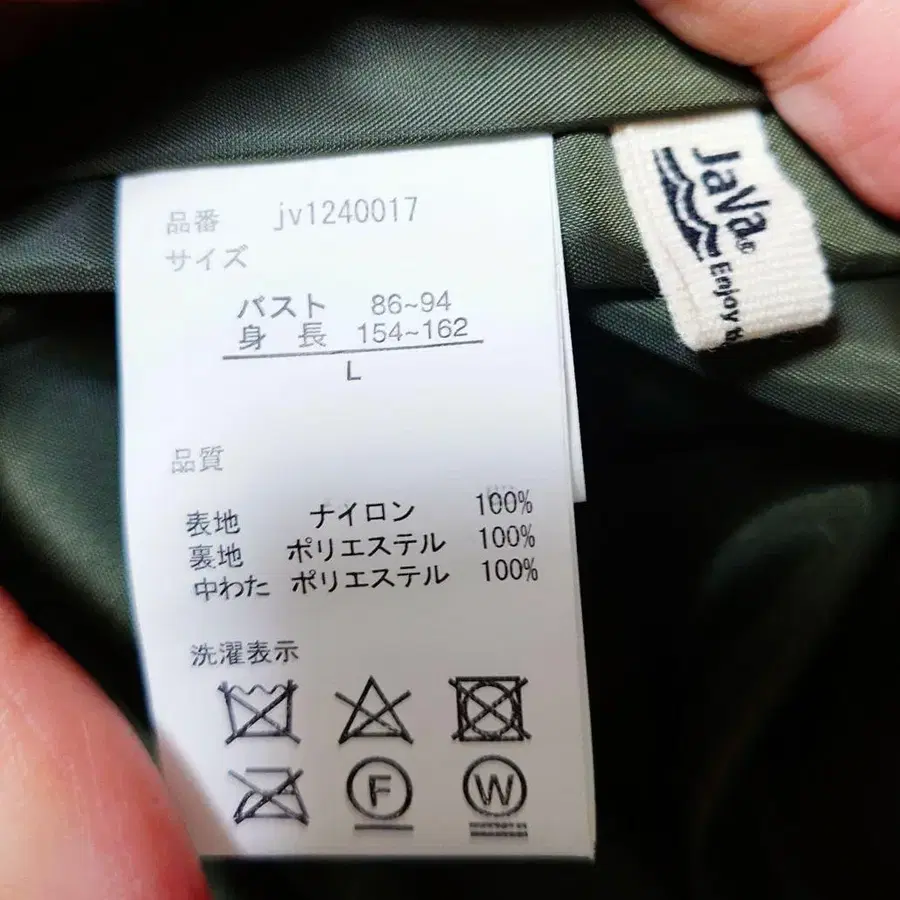 品番 jv1240017
サイズ
バスト 86~94
身長 154~162
L
品質
表地 ナイロン 100%
裏地 ポリエステル 100%
中わた ポリエステル 100%
洗濯表示
F
W
JaVa®
Enjoy